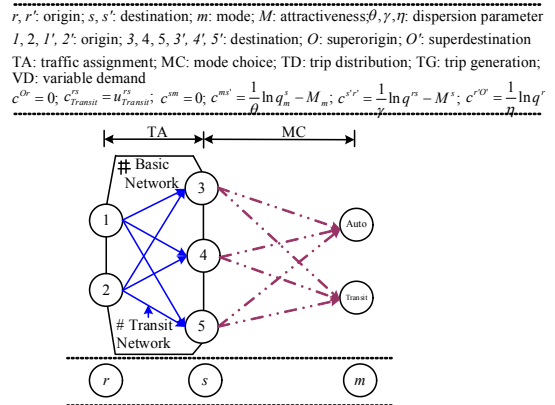 r, r′: origin; s, s′: destination; m: mode; M: attractiveness;θ, γ, η: dispersion parameter
1, 2, 1′, 2′: origin; 3, 4, 5, 3′, 4′, 5′: destination; O: superorigin; O′: superdestination
TA: traffic assignment; MC: mode choice; TD: trip distribution; TG: trip generation;
VD: variable demand
c^{Or} = 0; c^{rs}_{Transit} = u^{rs}_{Transit}; c^{sm} = 0; c^{ms′} = \frac{1}{θ} ln q^{s}_{m} − M_{m}; c^{s′r′} = \frac{1}{γ} ln q^{rs} − M^{s}; c^{r′O′} = \frac{1}{η} ln q^{r}
TA MC
# Basic
Network
3
1
Auto
4
2
Transit
# Transit
Network
5
r s m